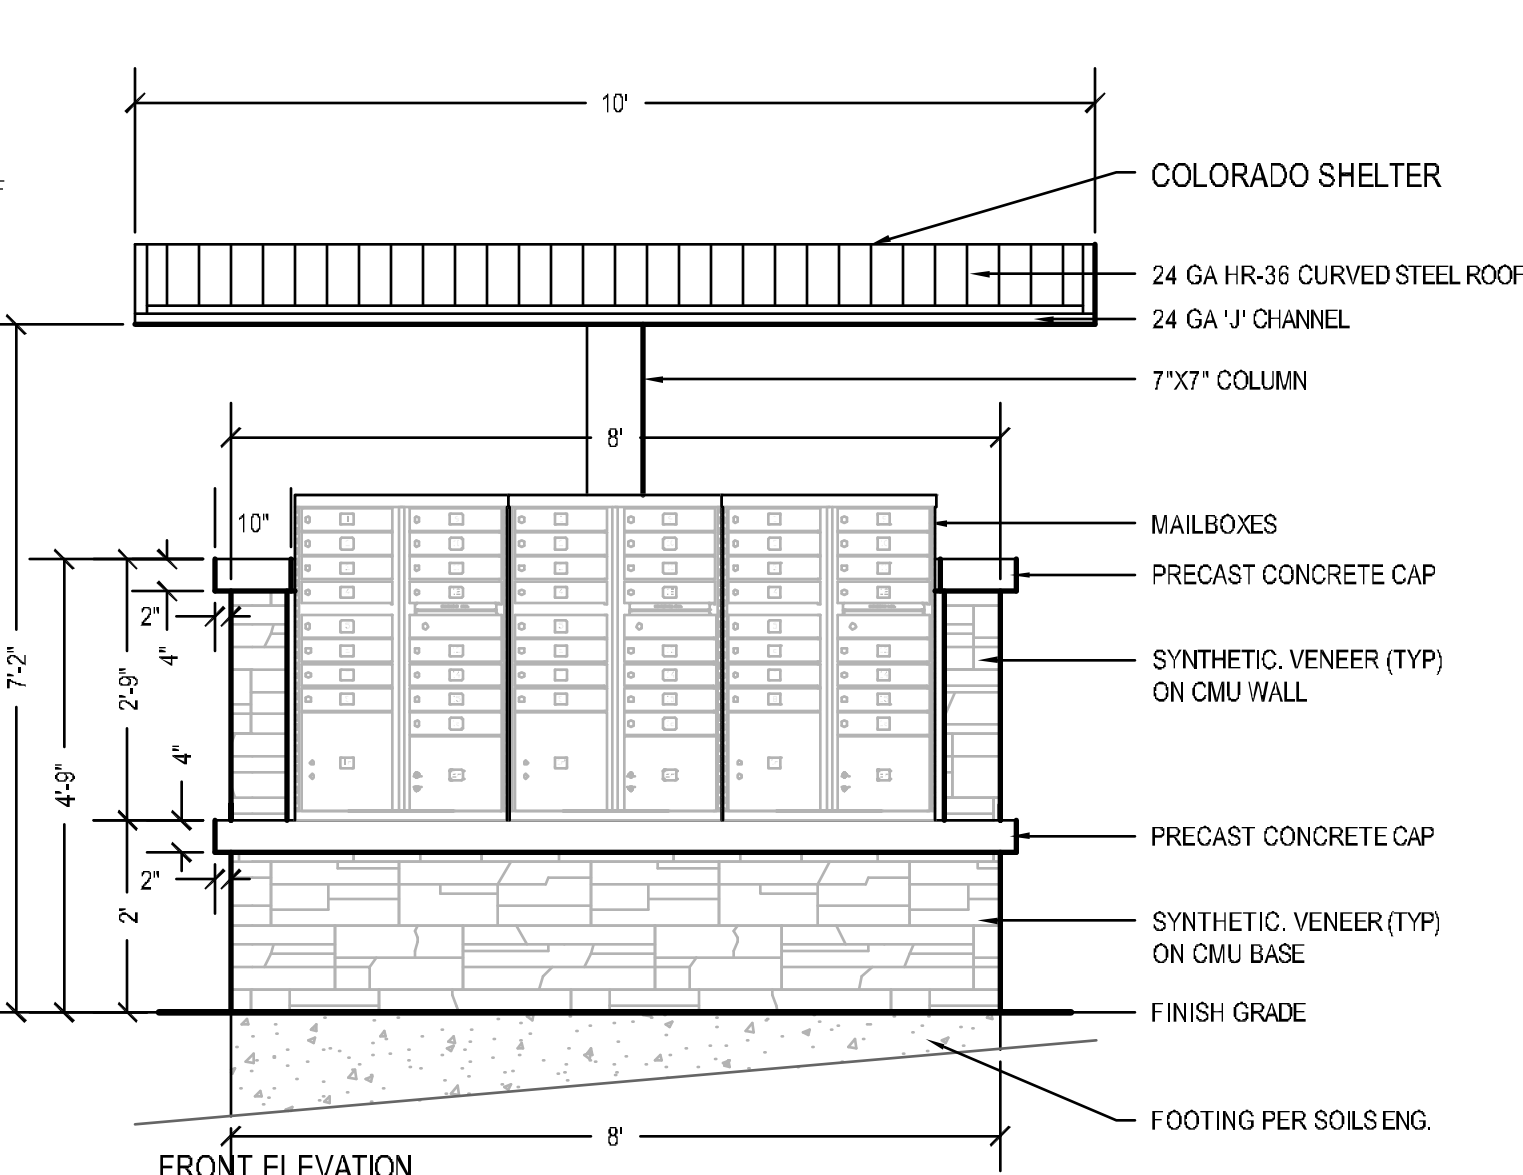 10'
COLORADO SHELTER
24 GA HR-36 CURVED STEEL ROOF
24 GA 'J' CHANNEL
7"X7" COLUMN
8'
10"
MAILBOXES
PRECAST CONCRETE CAP
2"
4"
7'-2"
2'-9"
SYNTHETIC. VENEER (TYP)
ON CMU WALL
4"
4'-9"
PRECAST CONCRETE CAP
2"
2'
SYNTHETIC. VENEER (TYP)
ON CMU BASE
FINISH GRADE
FOOTING PER SOILS ENG.
8'
FRONT ELEVATION